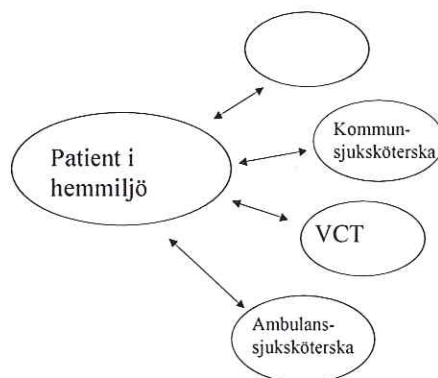 Patient i
hemmiljö
Kommun-
sjuksköterska
VCT
Ambulans-
sjuksköterska